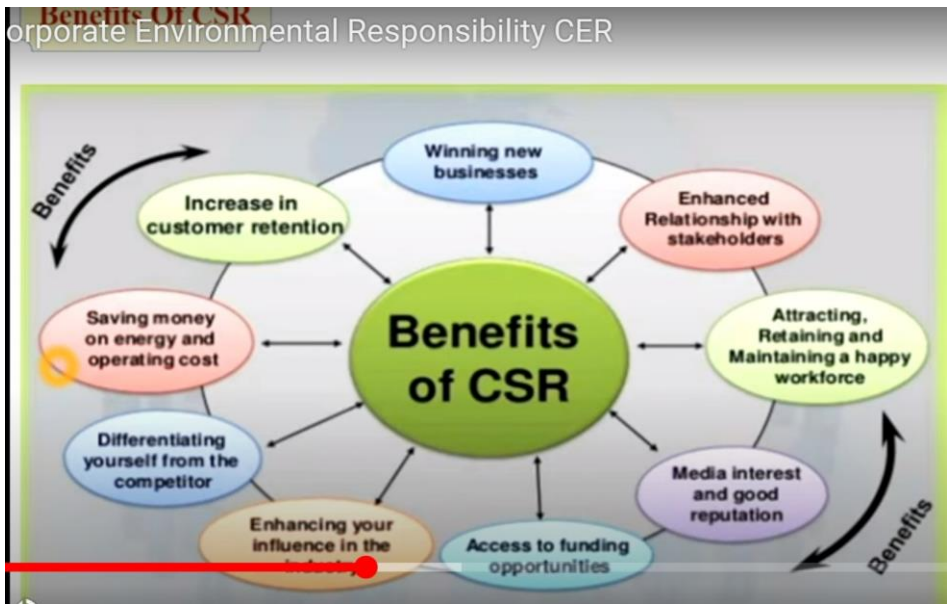 Benefits Of CSR
orporate Environmental Responsibility CER
Benefits
Winning new
businesses
Increase in
customer retention
Enhanced
Relationship with
stakeholders
Saving money
on energy and
operating cost
Benefits
of CSR
Attracting,
Retaining and
Maintaining a happy
workforce
Differentiating
yourself from the
competitor
Media interest
and good
reputation
Enhancing your
influence in the
industry
Access to funding
opportunities
Benefits